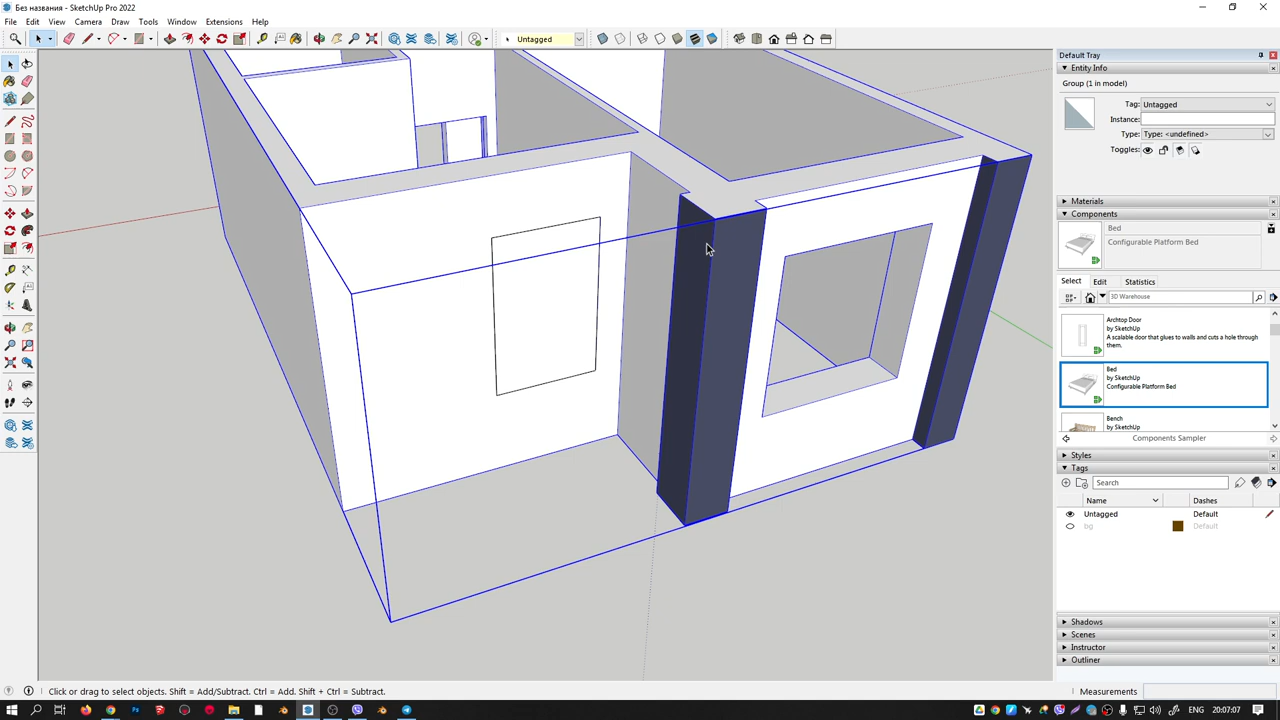 Без названия - SketchUp Pro 2022
File Edit View Camera Draw Tools Window Extensions Help
Untagged
Default Tray
Entity Info
Group (1 in model)
Tag: Untagged
Instance:
Type: Type: <undefined>
Toggles:
Materials
Components
Bed
Configurable Platform Bed
Select Edit Statistics
3D Warehouse
Archtop Door
by SketchUp
A scalable door that glues to walls and cuts a hole through them.
Bed
by SketchUp
Configurable Platform Bed
Bench
by SketchUp
Components Sampler
Styles
Tags
Search
Name Dashes
Untagged Default
bg Default
Shadows
Scenes
Instructor
Outliner
Click or drag to select objects. Shift = Add/Subtract. Ctrl = Add. Shift + Ctrl = Subtract.
Measurements
ENG 20:07:07